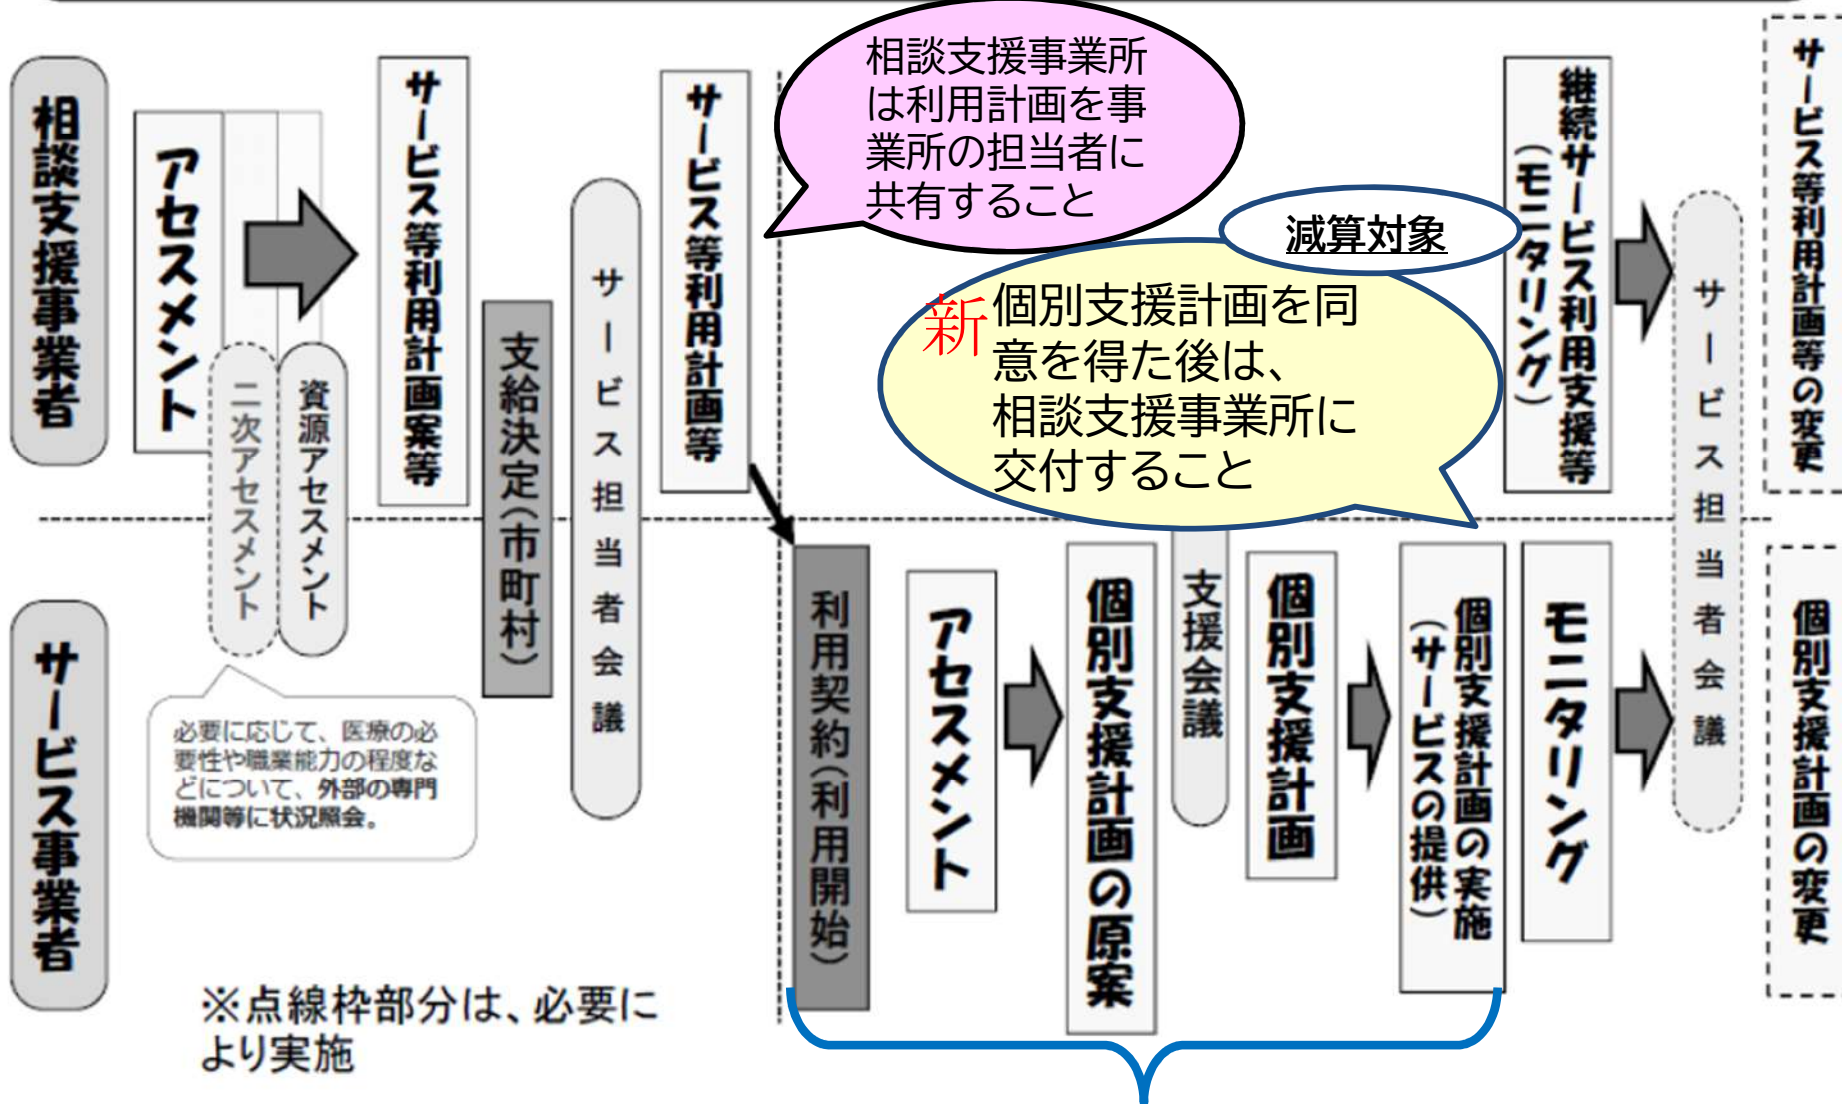 相談支援事業者
アセスメント
二次アセスメント
資源アセスメント
サービス等利用計画案等
支給決定(市町村)
サービス担当者会議
サービス等利用計画等
相談支援事業所
は利用計画を事
業所の担当者に
共有すること
減算対象
新
個別支援計画を同
意を得た後は、
相談支援事業所に
交付すること
継続サービス利用支援等
(モニタリング)
サービス担当者会議
サービス等利用計画等の変更
サービス事業者
必要に応じて、医療の必
要性や職業能力の程度な
どについて、外部の専門
機関等に状況照会。
利用契約(利用開始)
アセスメント
個別支援計画の原案
支援会議
個別支援計画
個別支援計画の実施
(サービスの提供)
モニタリング
個別支援計画の変更
※点線枠部分は、必要に
より実施